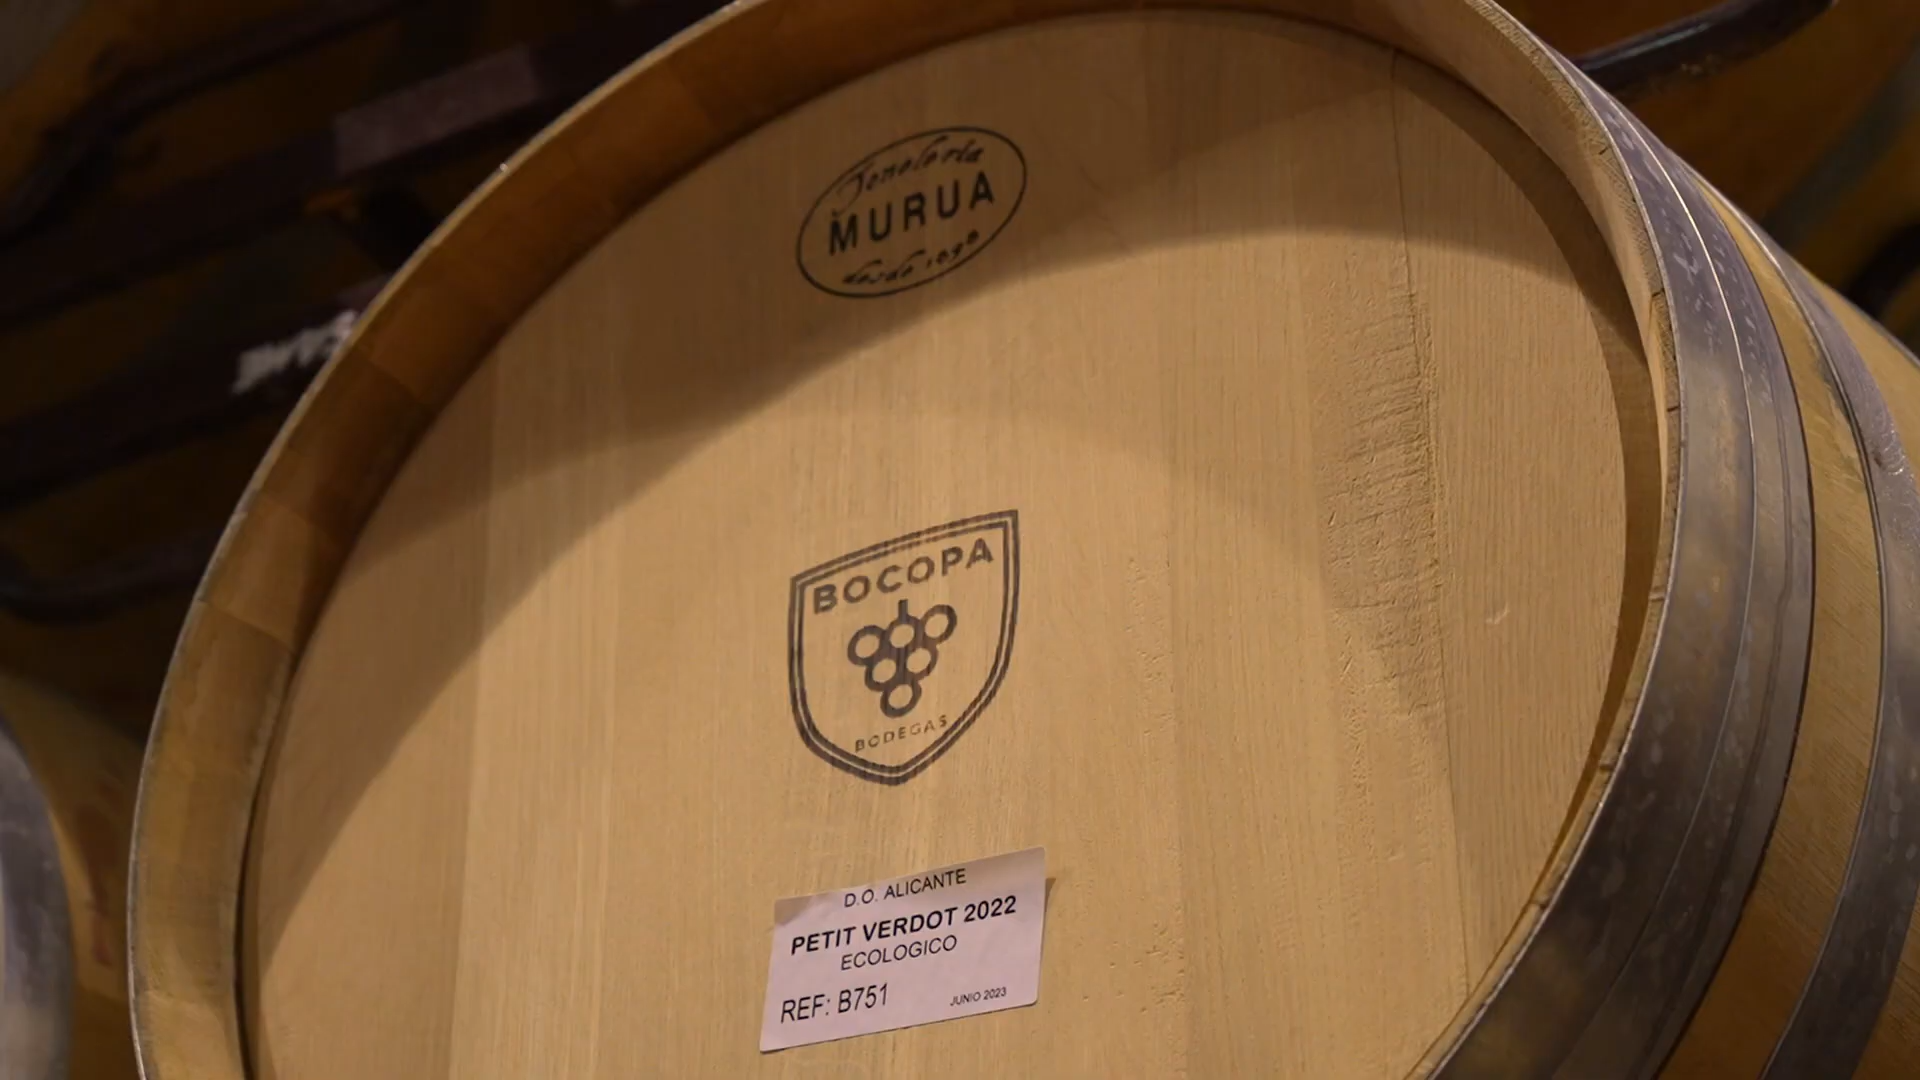 Tonelería
MURUA
desde 1898
BOCOPA
BODEGAS
D.O. ALICANTE
PETIT VERDOT 2022
ECOLOGICO
REF: B751
JUNIO 2023